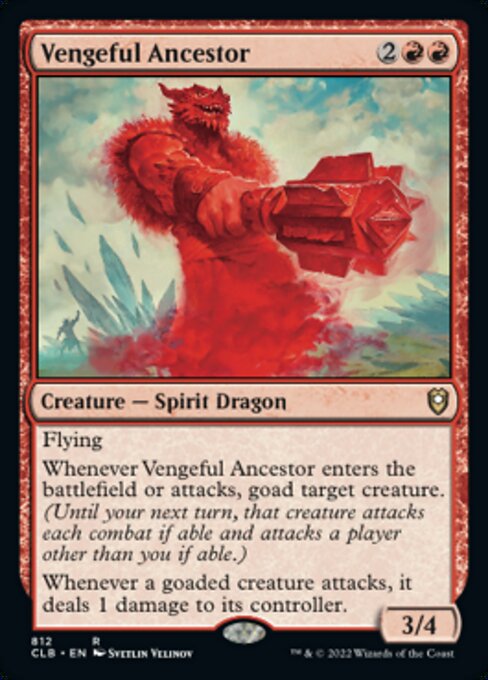 Vengeful Ancestor 2
Flying
Creature — Spirit Dragon
Whenever Vengeful Ancestor enters the
battlefield or attacks, goad target creature.
(Until your next turn, that creature attacks
each combat if able and attacks a player
other than you if able.)
Whenever a goaded creature attacks, it
deals 1 damage to its controller.
3/4
812 R
CLB • EN Svetlin Velinov
™ & © 2022 Wizards of the Coast